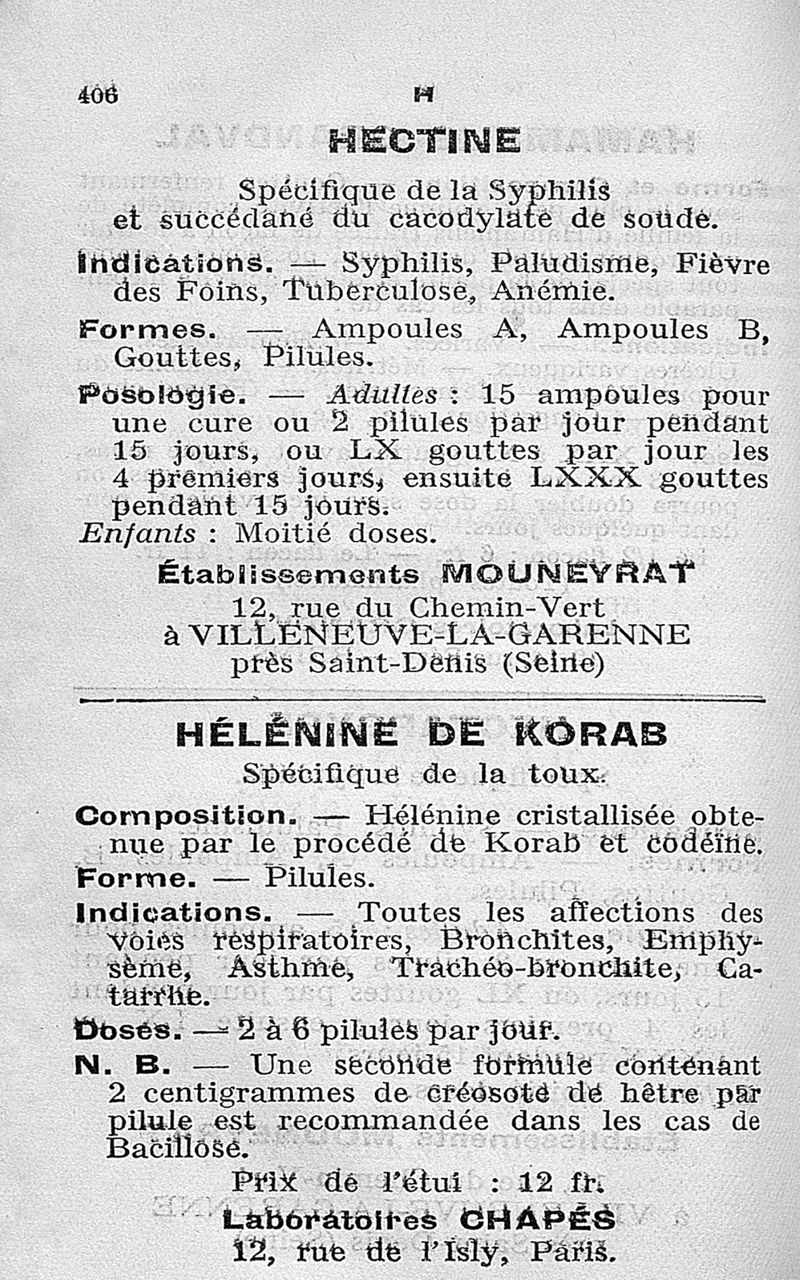 406
H
HECTINE
Spécifique de la Syphilis
et succédané du cacodylate de soude.
Indications. — Syphilis, Paludisme, Fièvre
des Foins, Tuberculose, Anémie.
Formes. — Ampoules A, Ampoules B,
Gouttes, Pilules.
Posologie. — Adultes : 15 ampoules pour
une cure ou 2 pilules par jour pendant
15 jours, ou LX gouttes par jour les
4 premiers jours, ensuite LXXX gouttes
pendant 15 jours.
Enfants : Moitié doses.
Établissements MOUNEYRAT
12, rue du Chemin-Vert
à VILLENEUVE-LA-GARENNE
près Saint-Denis (Seine)
HÉLÉNINE DE KORAB
Spécifique de la toux.
Composition. — Hélénine cristallisée obte-
nue par le procédé de Korab et codéine.
Forme. — Pilules.
Indications. — Toutes les affections des
voies respiratoires, Bronchites, Emphy-
sème, Asthme, Trachéo-bronchite, Ca-
tarrhe.
Doses. — 2 à 6 pilules par jour.
N. B. — Une seconde formule contenant
2 centigrammes de créosote de hêtre par
pilule est recommandée dans les cas de
Bacillose.
Prix de l'étui : 12 fr.
Laboratoires CHAPÈS
12, rue de l'Isly, Paris.